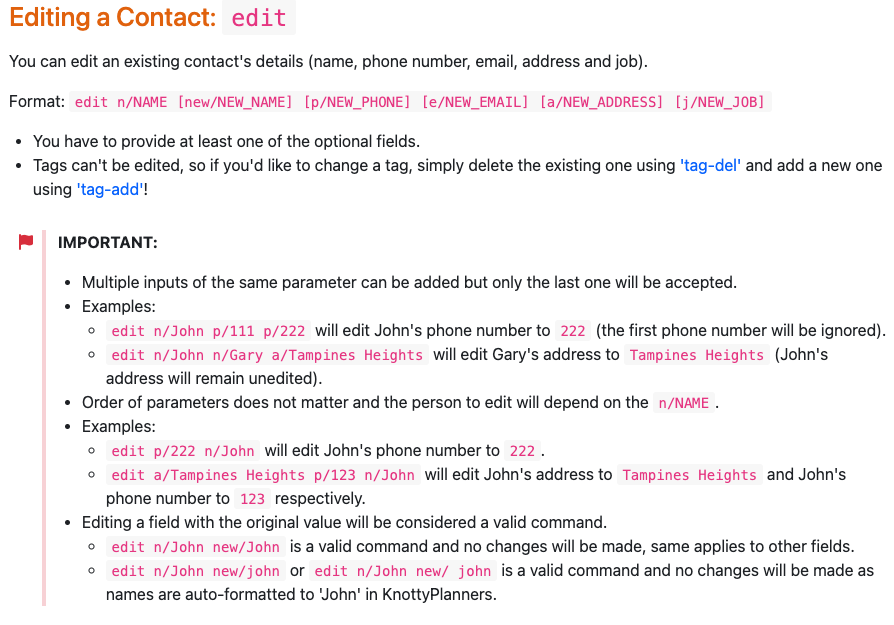 Editing a Contact: edit
You can edit an existing contact's details (name, phone number, email, address and job).
Format: edit n/NAME [new/NEW_NAME] [p/NEW_PHONE] [e/NEW_EMAIL] [a/NEW_ADDRESS] [j/NEW_JOB]
• You have to provide at least one of the optional fields.
• Tags can't be edited, so if you'd like to change a tag, simply delete the existing one using 'tag-del' and add a new one
using 'tag-add'!
IMPORTANT:
• Multiple inputs of the same parameter can be added but only the last one will be accepted.
• Examples:
◦ edit n/John p/111 p/222 will edit John's phone number to 222 (the first phone number will be ignored).
◦ edit n/John n/Gary a/Tampines Heights will edit Gary's address to Tampines Heights (John's
address will remain unedited).
• Order of parameters does not matter and the person to edit will depend on the n/NAME.
• Examples:
◦ edit p/222 n/John will edit John's phone number to 222.
◦ edit a/Tampines Heights p/123 n/John will edit John's address to Tampines Heights and John's
phone number to 123 respectively.
• Editing a field with the original value will be considered a valid command.
◦ edit n/John new/John is a valid command and no changes will be made, same applies to other fields.
◦ edit n/John new/john or edit n/John new/ john is a valid command and no changes will be made as
names are auto-formatted to 'John' in KnottyPlanners.